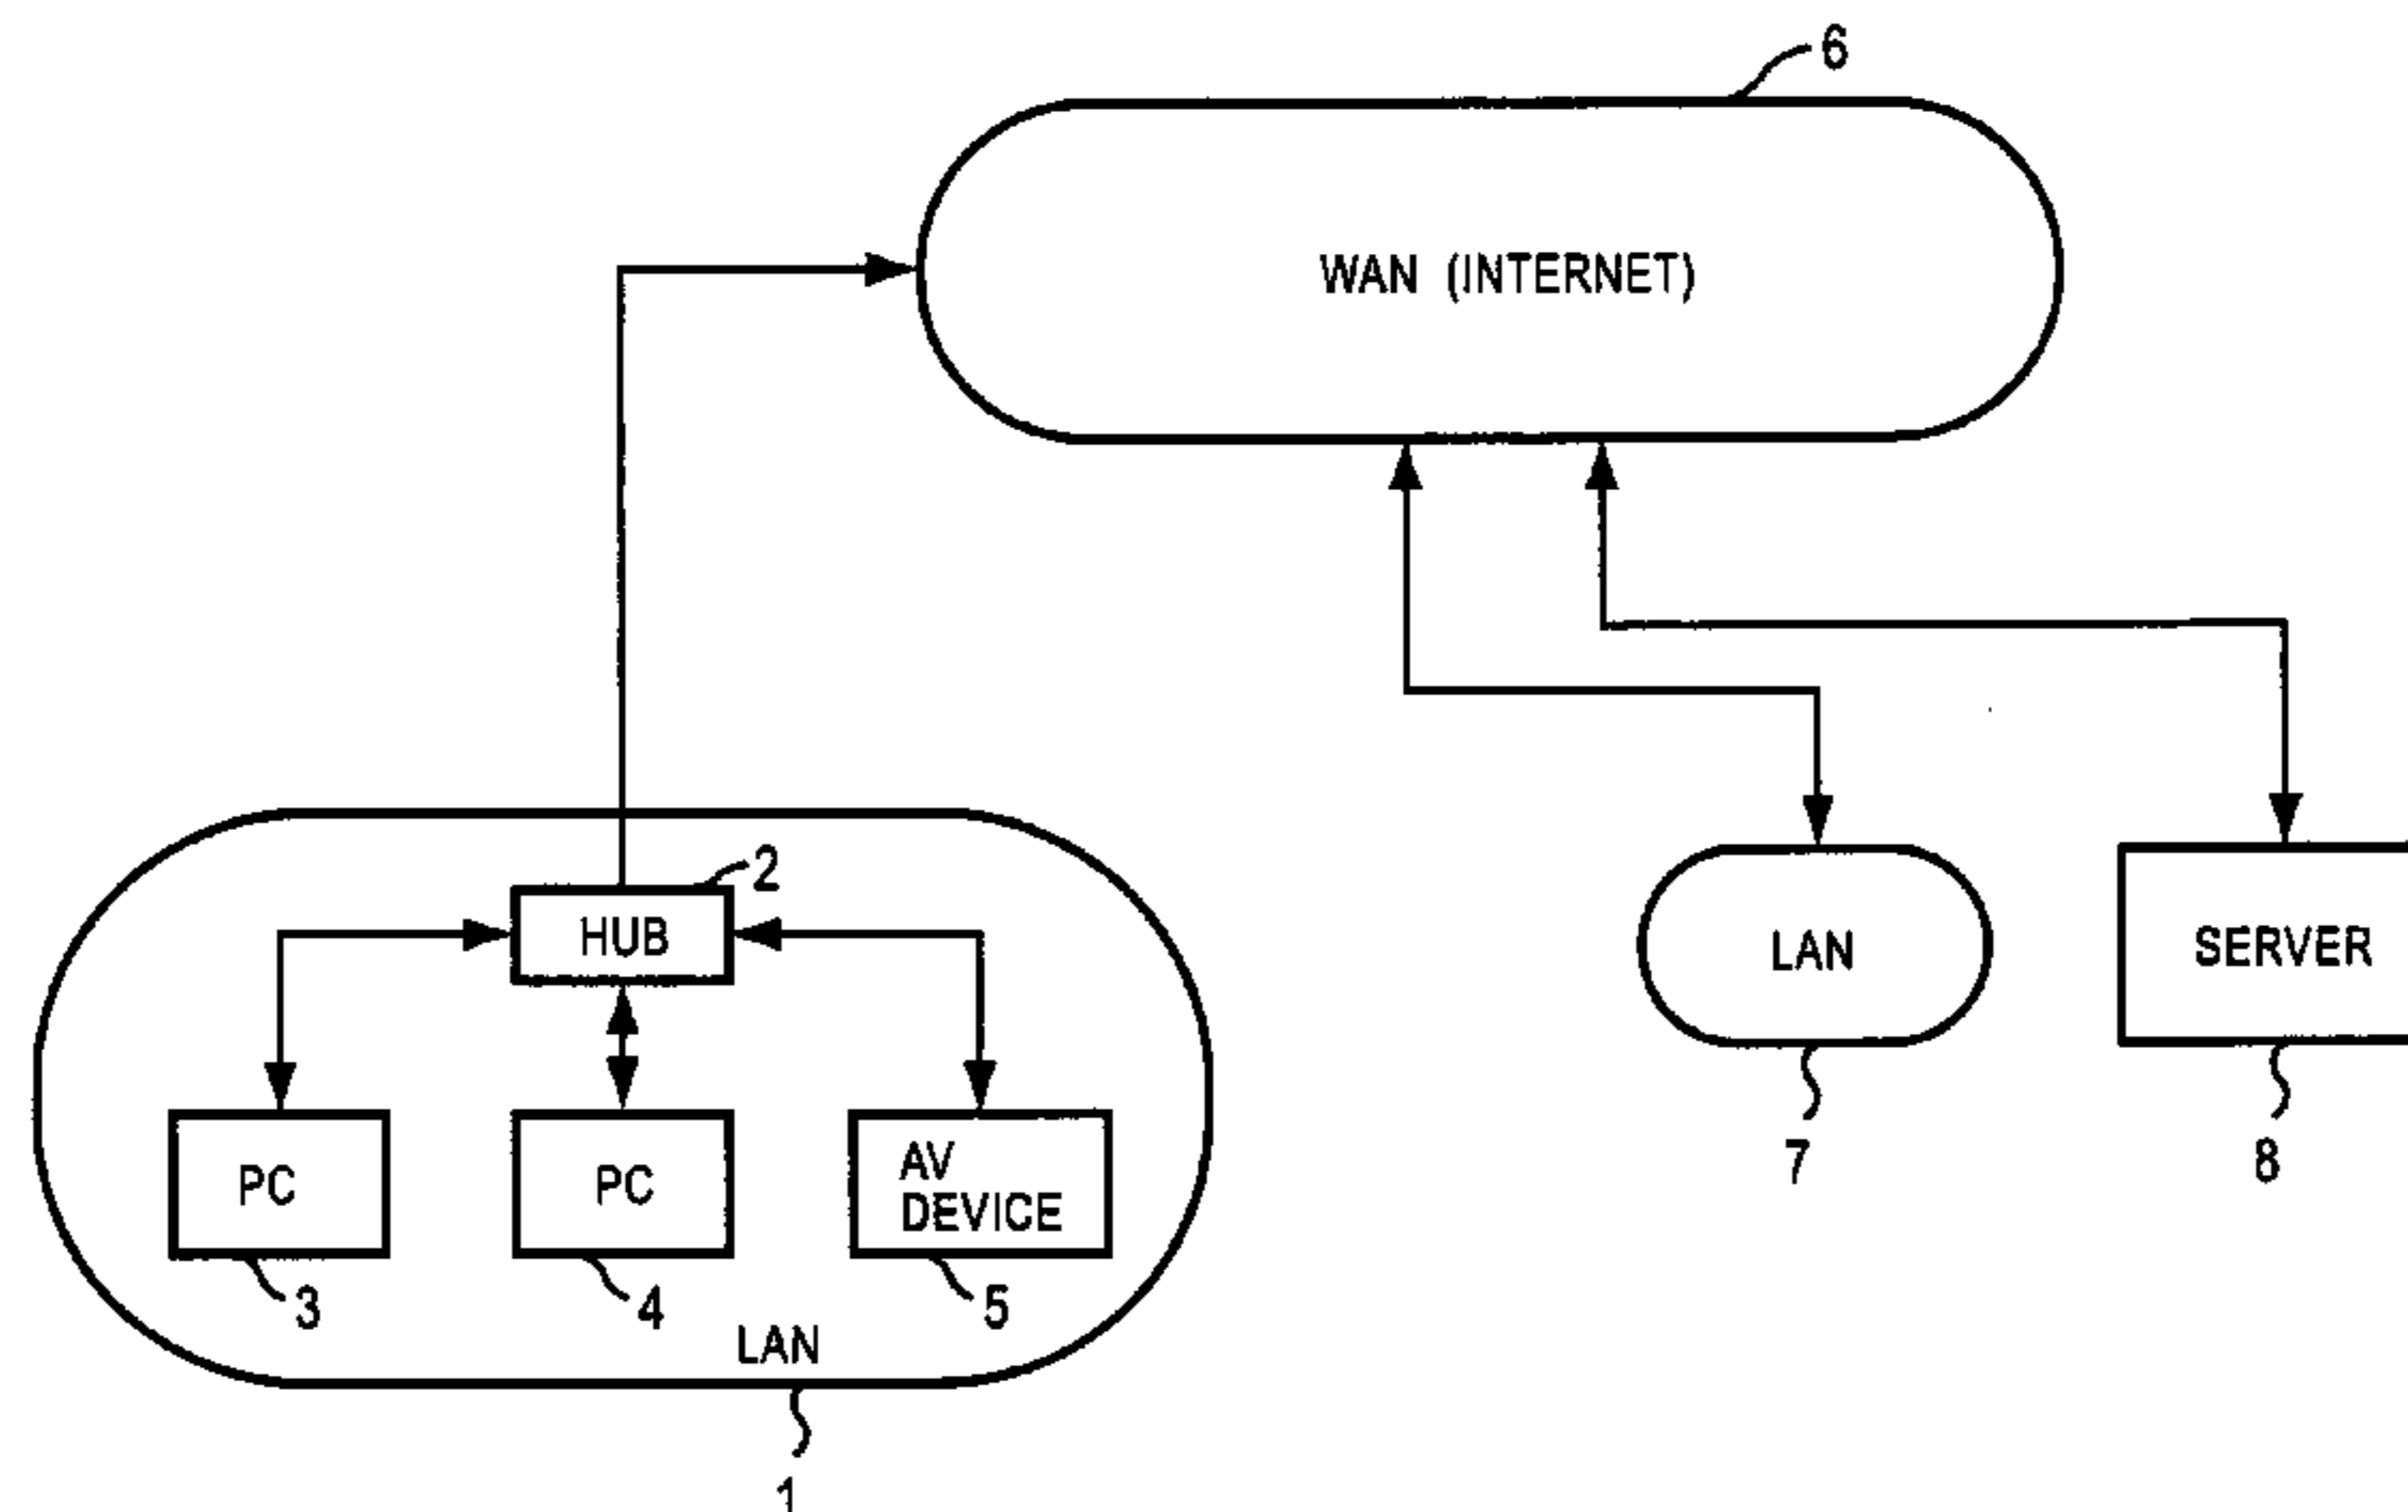 6
WAN (INTERNET)
2
HUB
LAN
SERVER
PC
PC
AV
DEVICE
7
8
3
4
5
LAN
1